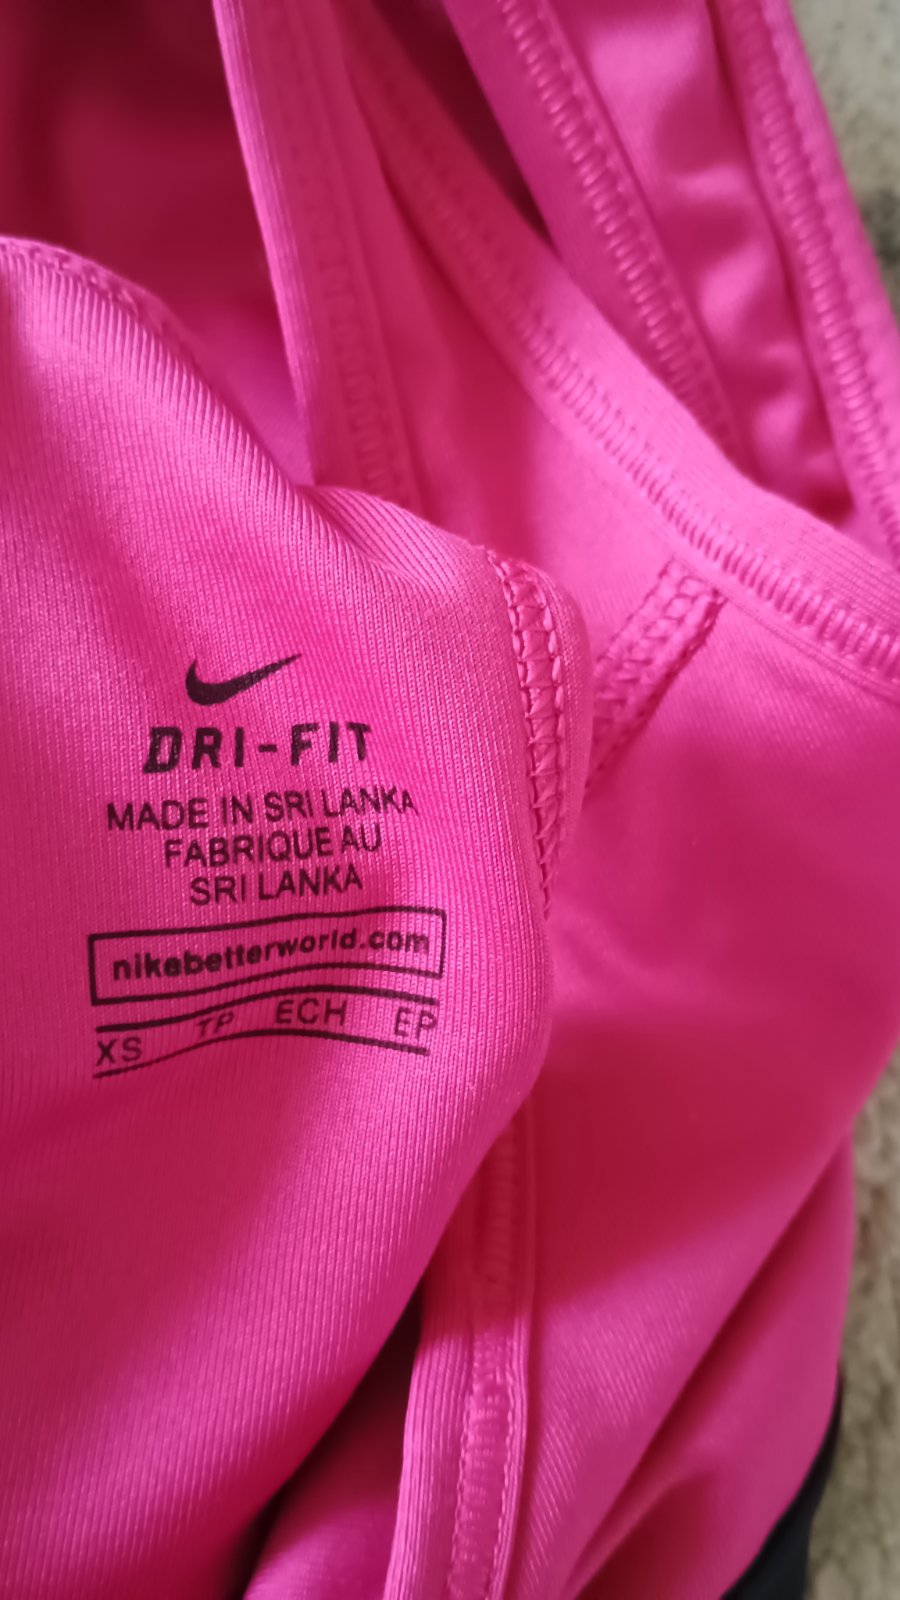 DRI-FIT
MADE IN SRI LANKA
FABRIQUE AU
SRI LANKA
nikebetterworld.com
XS TP ECH EP